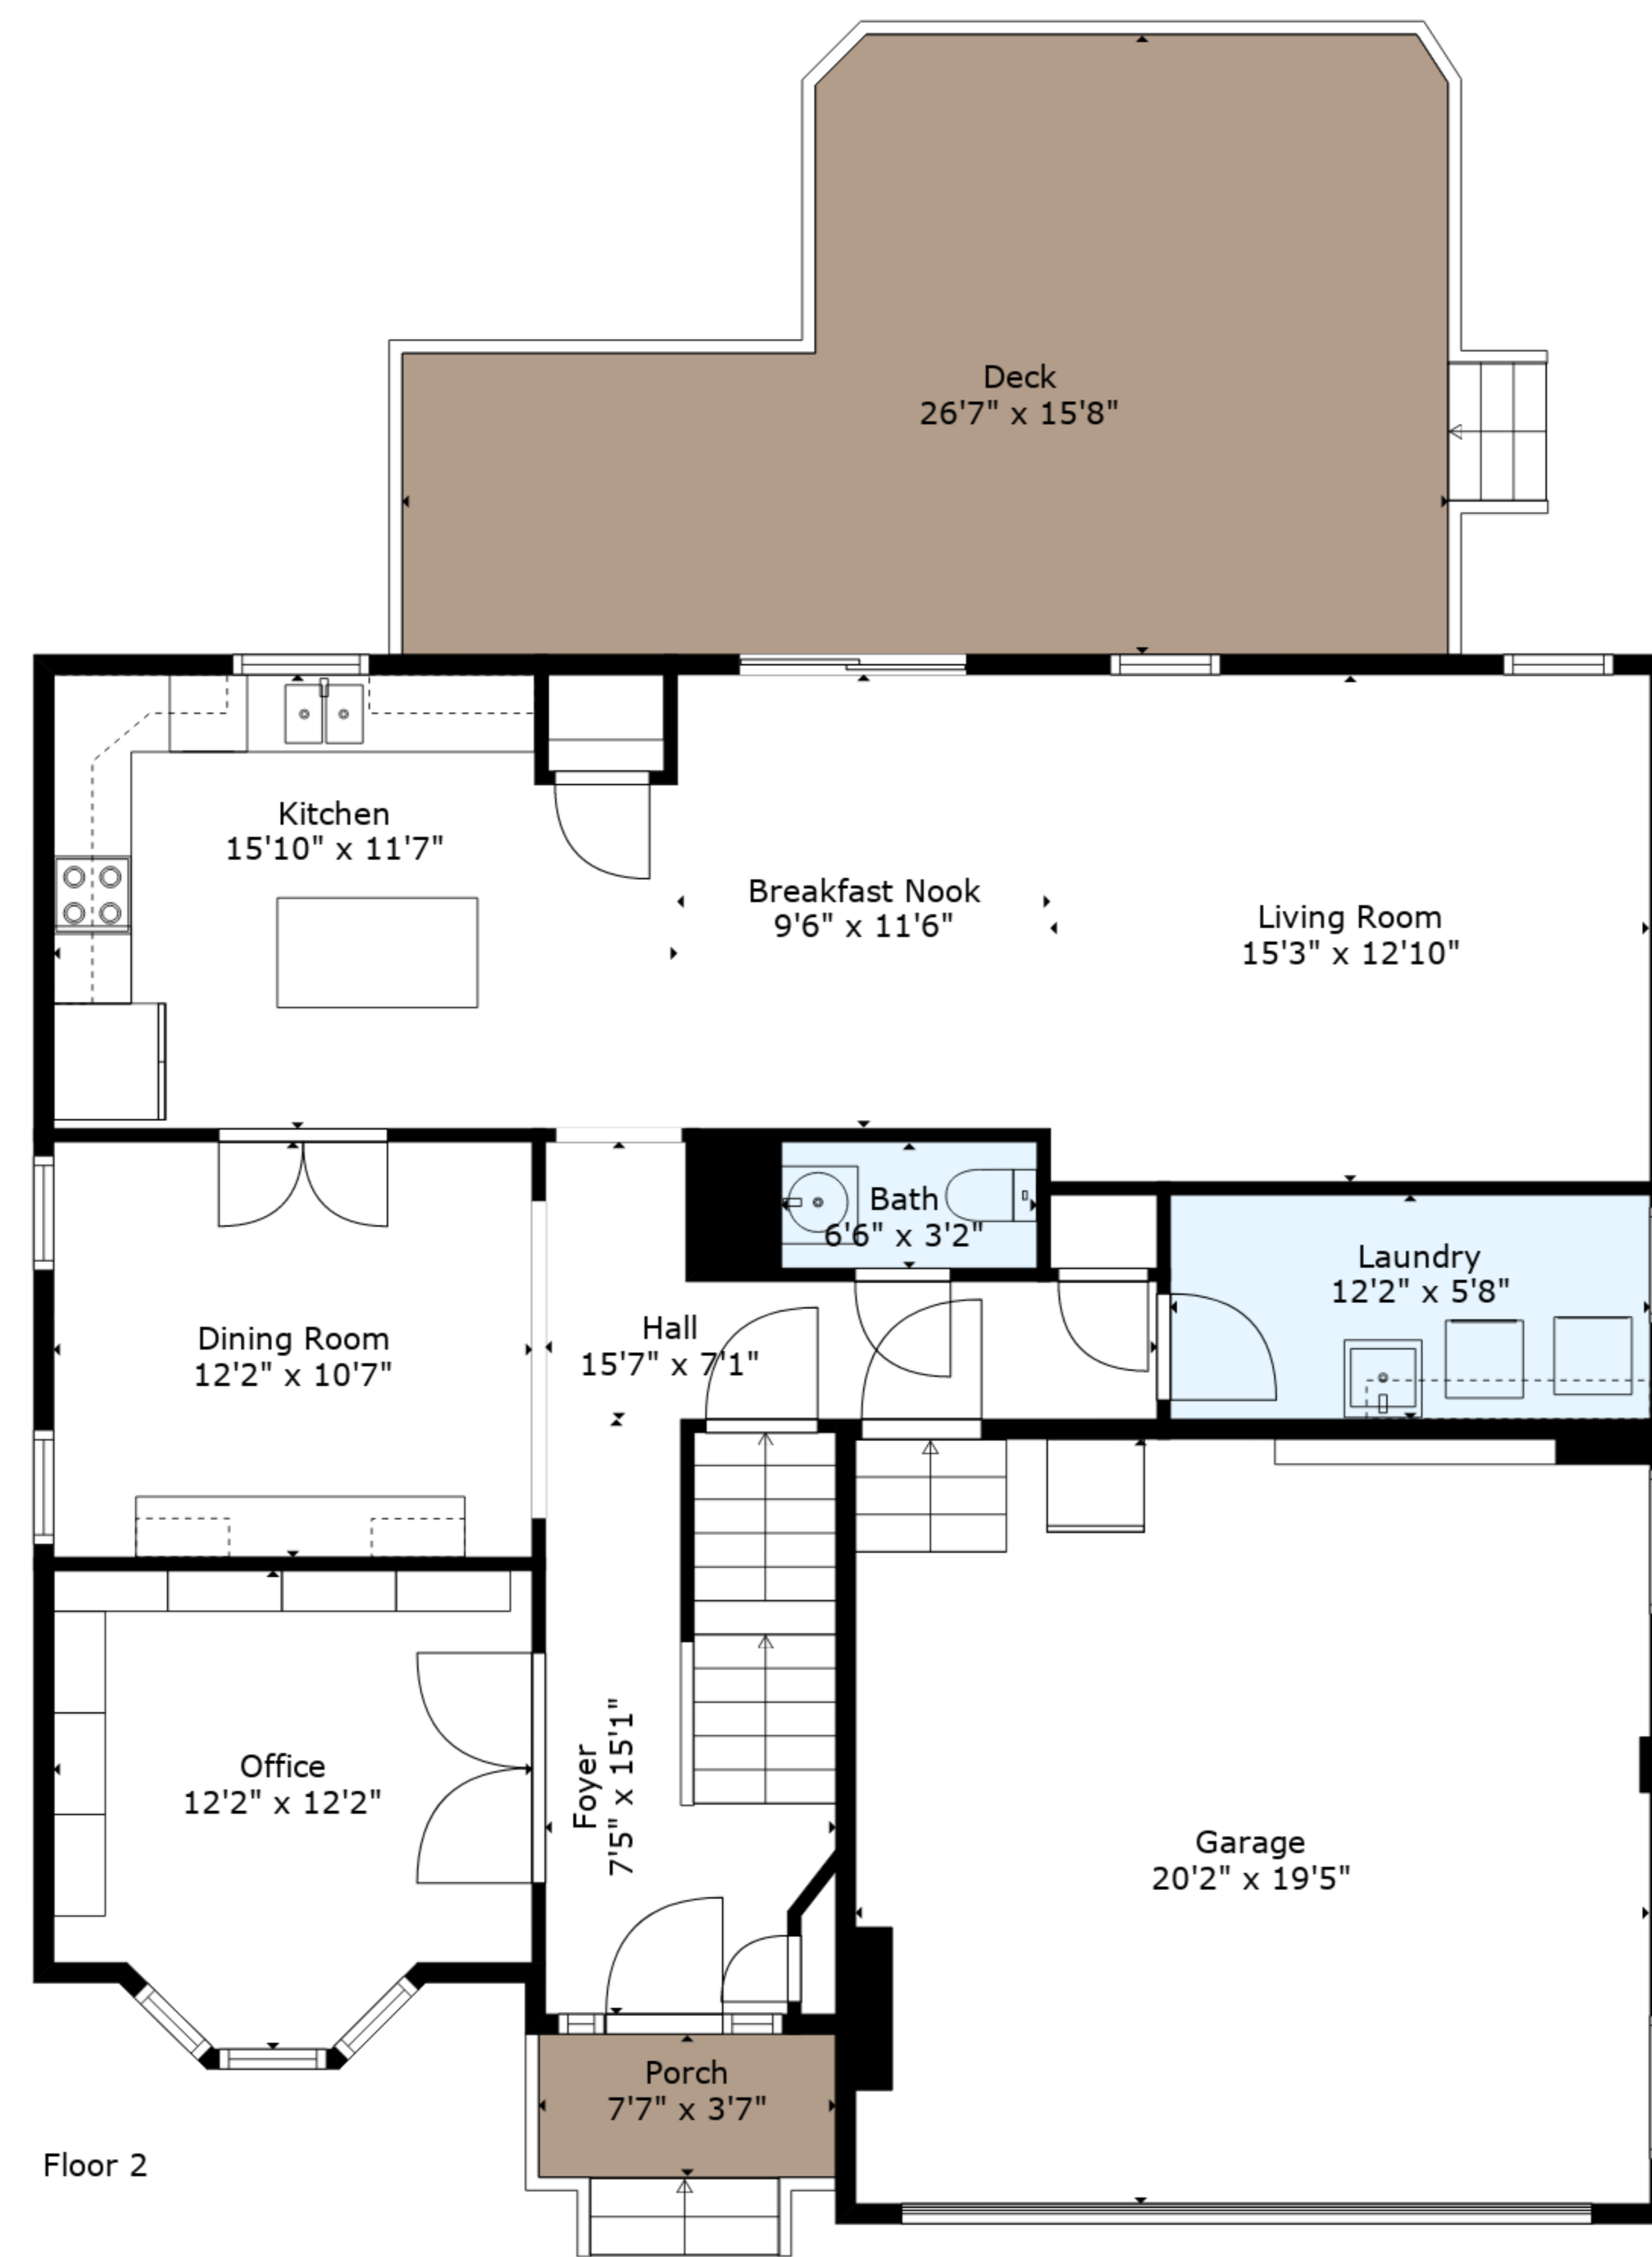 Deck
26'7" x 15'8"
Kitchen
15'10" x 11'7"
Breakfast Nook
9'6" x 11'6"
Living Room
15'3" x 12'10"
Bath
6'6" x 3'2"
Laundry
12'2" x 5'8"
Hall
15'7" x 7'1"
Dining Room
12'2" x 10'7"
Foyer
7'5" x 15'1"
Office
12'2" x 12'2"
Garage
20'2" x 19'5"
Porch
7'7" x 3'7"
Floor 2